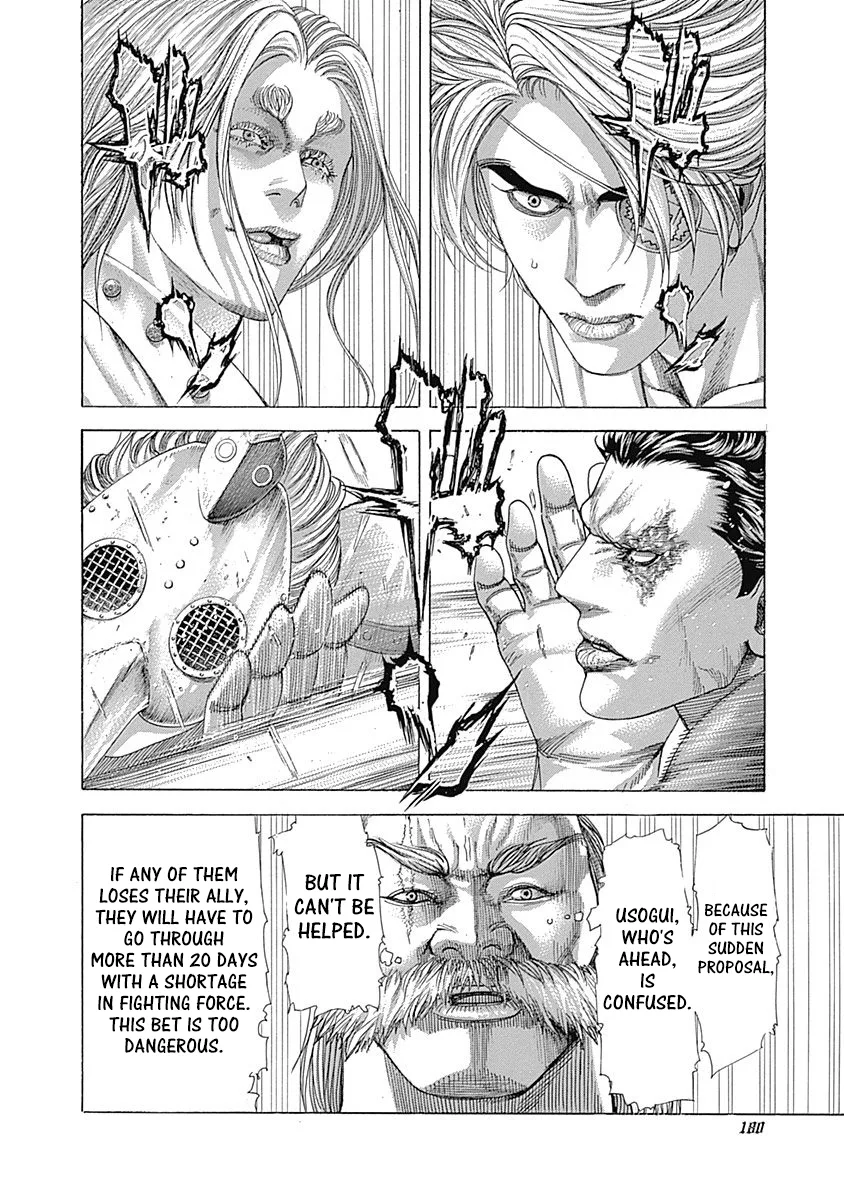 BECAUSE
OF THIS
SUDDEN
PROPOSAL,
USOGUI,
WHO'S
AHEAD,
IS
CONFUSED.
BUT IT
CAN'T BE
HELPED.
IF ANY OF THEM
LOSES THEIR ALLY,
THEY WILL HAVE TO
GO THROUGH
MORE THAN 20 DAYS
WITH A SHORTAGE
IN FIGHTING FORCE.
THIS BET IS TOO
DANGEROUS.
180